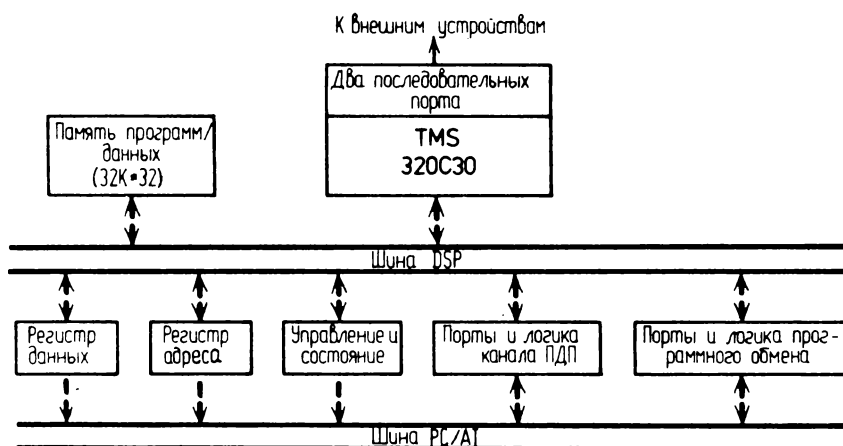 К внешним устройствам
Два последовательных
порта
TMS
320C30
Память программ/
данных
(32К*32)
Шина DSP
Регистр
данных
Регистр
адреса
Управление и
состояние
Порты и логика
канала ПДП
Порты и логика прог-
раммного обмена
Шина PC/AT